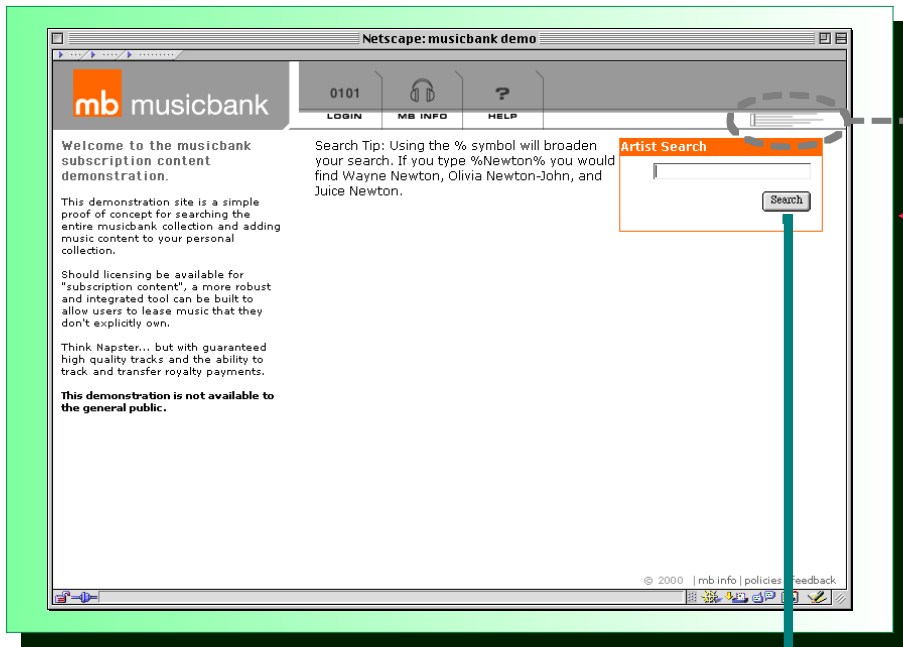 Netscape: musicbank demo
mb musicbank
0101
?
LOGIN
MB INFO
HELP
Welcome to the musicbank
subscription content
demonstration.
This demonstration site is a simple
proof of concept for searching the
entire musicbank collection and adding
music content to your personal
collection.
Should licensing be available for
"subscription content", a more robust
and integrated tool can be built to
allow users to lease music that they
don't explicitly own.
Think Napster... but with guaranteed
high quality tracks and the ability to
track and transfer royalty payments.
This demonstration is not available to
the general public.
Search Tip: Using the % symbol will broaden
your search. If you type %Newton% you would
find Wayne Newton, Olivia Newton-John, and
Juice Newton.
Artist Search
Search
© 2000 | mb info | policies feedback